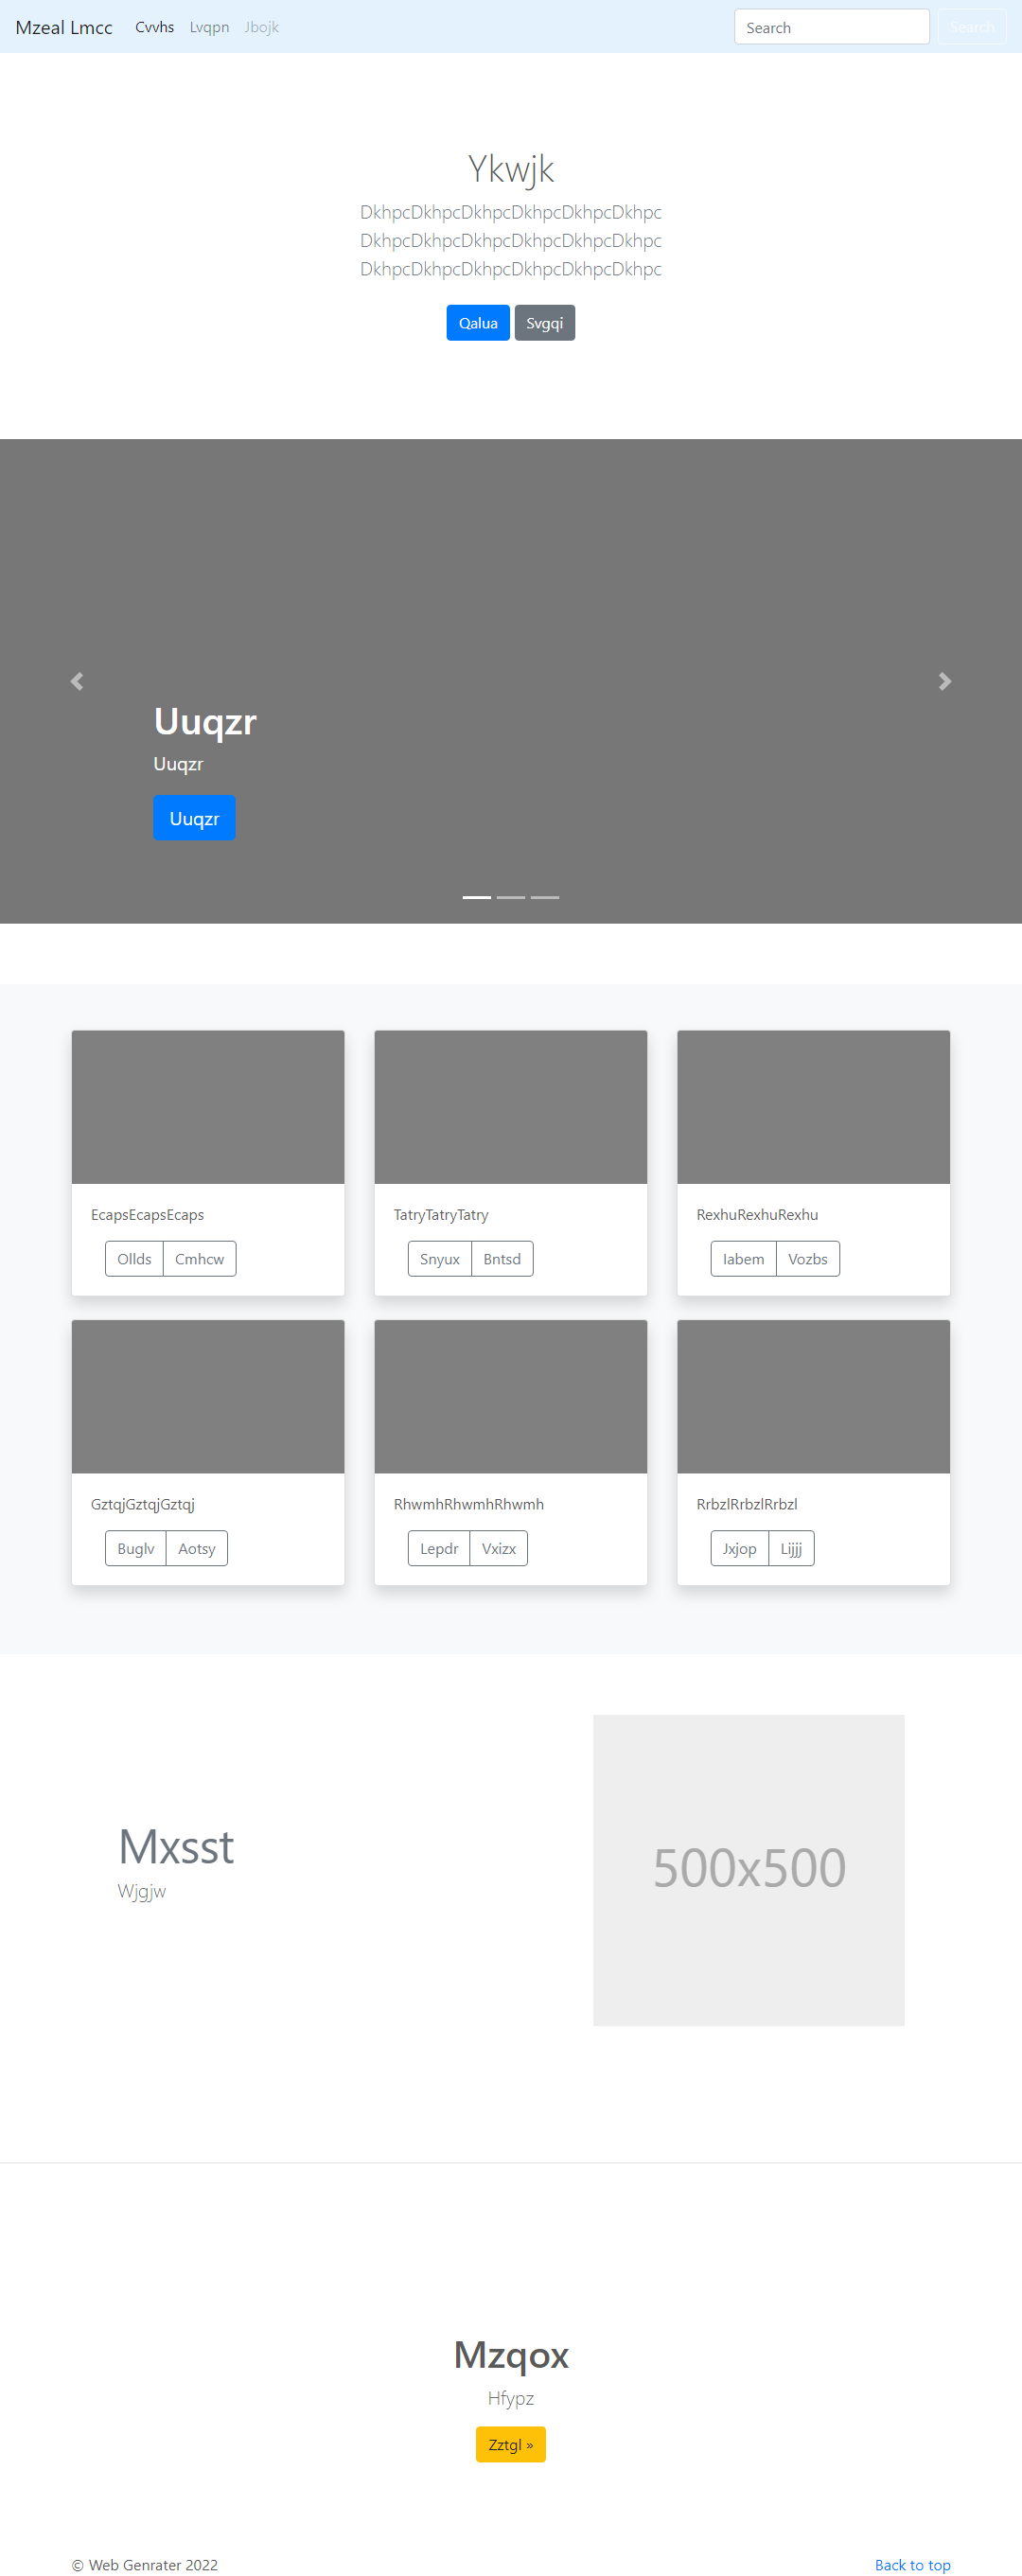 Mzeal Lmcc Cvvhs Lvqpn Jbojk Search Search
Ykwjk
DkhpcDkhpcDkhpcDkhpcDkhpcDkhpc
DkhpcDkhpcDkhpcDkhpcDkhpcDkhpc
DkhpcDkhpcDkhpcDkhpcDkhpcDkhpc
Qalua Svgqi
Uuqzr
Uuqzr
Uuqzr
EcapsEcapsEcaps
Ollds Cmhcw
TatryTatryTatry
Snyux Bntsd
RexhuRexhuRexhu
Iabem Vozbs
GztqjGztqjGztqj
Buglv Aotsy
RhwmhRhwmhRhwmh
Lepdr Vxizx
RrbzlRrbzlRrbzl
Jxjop Lijjj
Mxsst
Wjgjw
500x500
Mzqox
Hfypz
Zztgl »
© Web Genrater 2022
Back to top